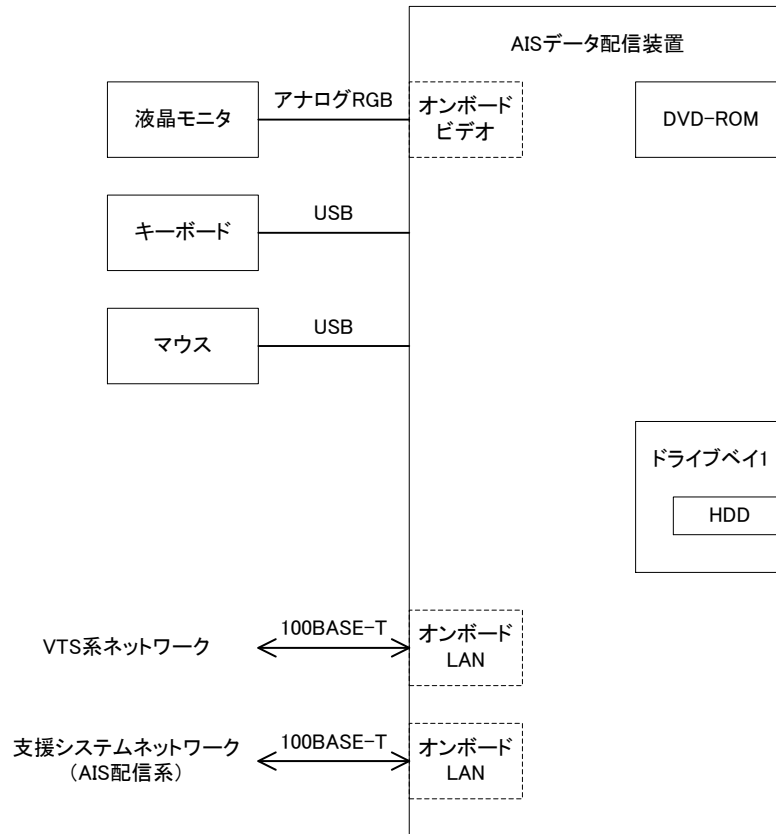 AISデータ配信装置
液晶モニタ
アナログRGB
オンボード
ビデオ
DVD-ROM
キーボード
USB
マウス
USB
ドライブベイ1
HDD
VTS系ネットワーク
100BASE-T
オンボード
LAN
支援システムネットワーク
（AIS配信系）
100BASE-T
オンボード
LAN